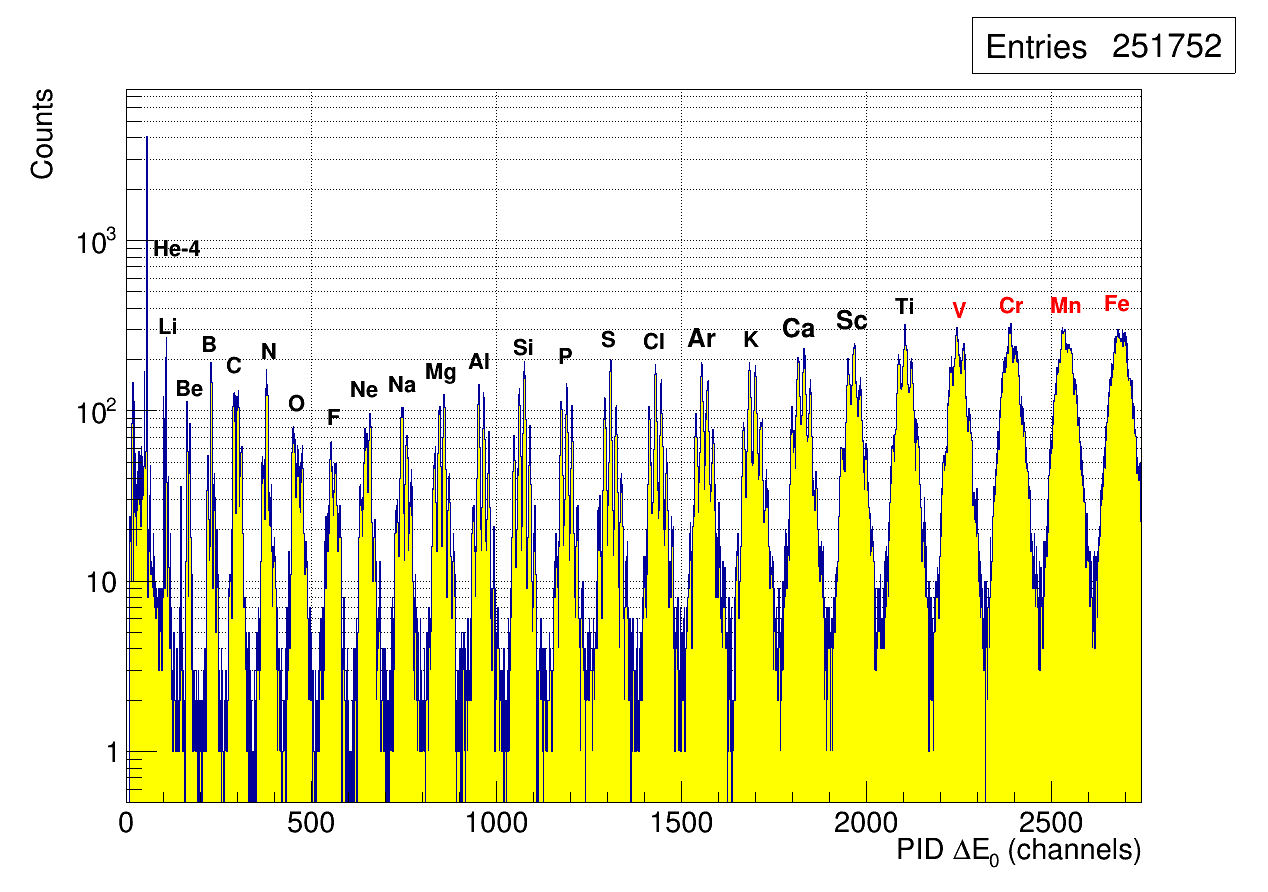 Entries 251752
Counts
10³
10²
10
1
He-4
Li
Be
B
C
N
O
F
Ne
Na
Mg
Al
Si
P
S
Cl
Ar
K
Ca
Sc
Ti
V
Cr
Mn
Fe
0 500 1000 1500 2000 2500
PID ΔE₀ (channels)